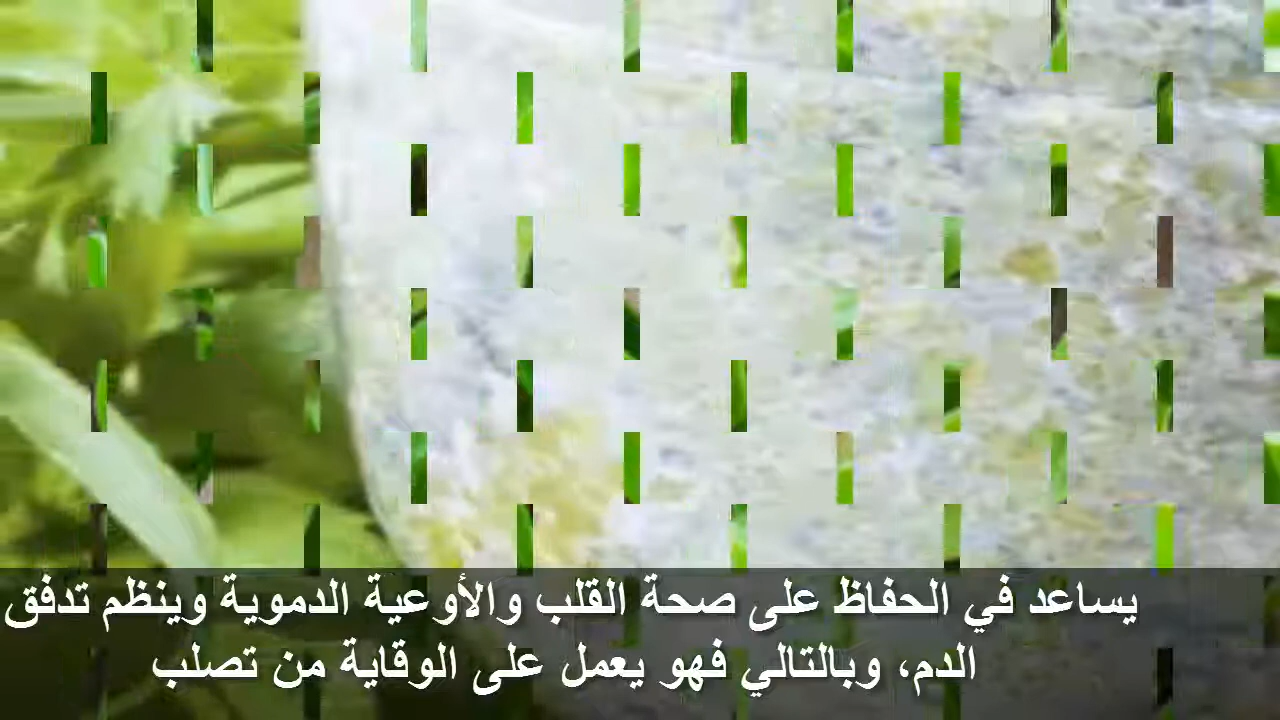 يساعد في الحفاظ على صحة القلب والأوعية الدموية وينظم تدفق
الدم، وبالتالي فهو يعمل على الوقاية من تصلب